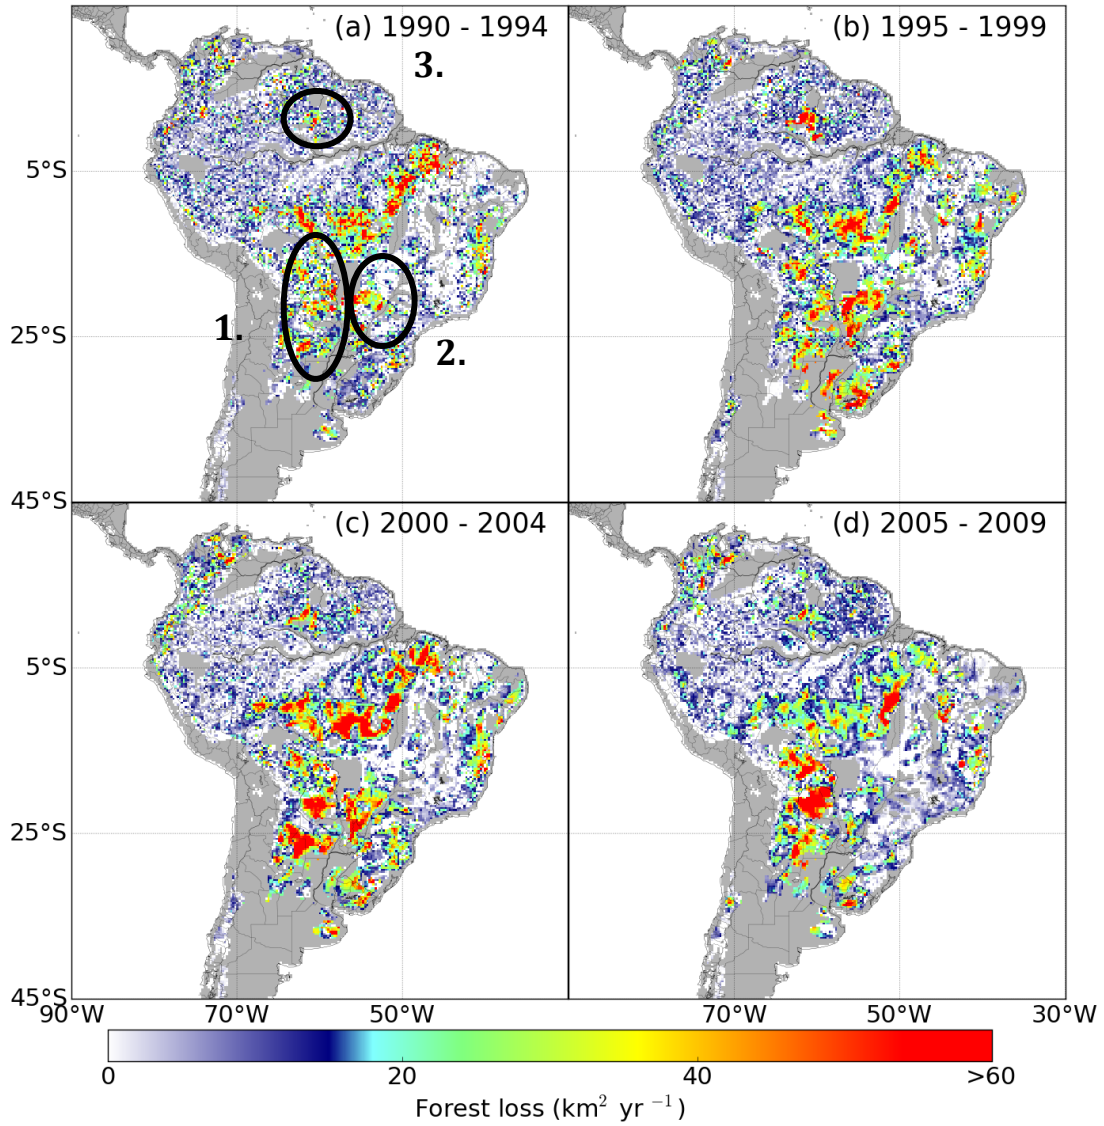 (a) 1990 - 1994
(b) 1995 - 1999
3.
5°S
1.
2.
25°S
45°S
(c) 2000 - 2004
(d) 2005 - 2009
5°S
25°S
45°S
90°W 70°W 50°W 70°W 50°W 30°W
0 20 40 >60
Forest loss (km² yr ⁻¹)